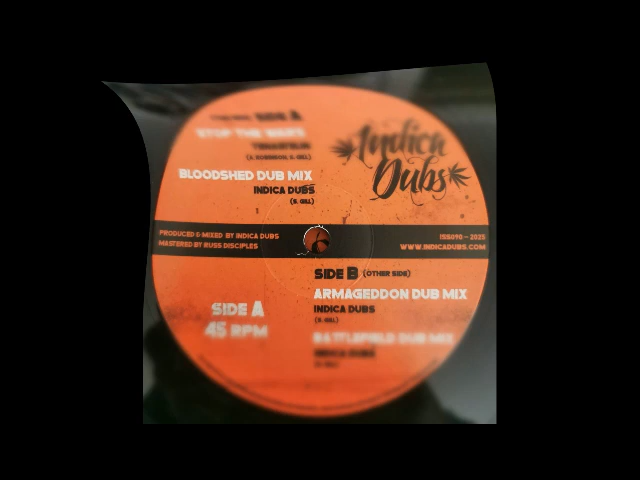 SIDE A
STOP THE WARS
BLOODSHED DUB MIX
INDICA DUBS
(S. GILL)
Indica
Dubs
PRODUCED & MIXED BY INDICA DUBS
MASTERED BY RUSS DISCIPLES
ISS090 - 2025
WWW.INDICADUBS.COM
SIDE B (OTHER SIDE)
ARMAGEDDON DUB MIX
INDICA DUBS
(S. GILL)
BATTLEFIELD DUB MIX
INDICA DUBS
SIDE A
45 RPM